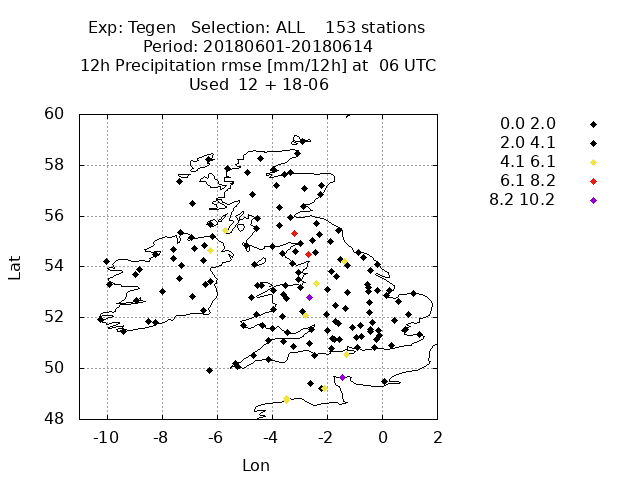 Exp: Tegen   Selection: ALL    153 stations
Period: 20180601-20180614
12h Precipitation rmse [mm/12h] at  06 UTC
Used  12 + 18-06
0.0 2.0
2.0 4.1
4.1 6.1
6.1 8.2
8.2 10.2
60
58
56
54
52
50
48
Lat
-10 -8 -6 -4 -2 0 2
Lon